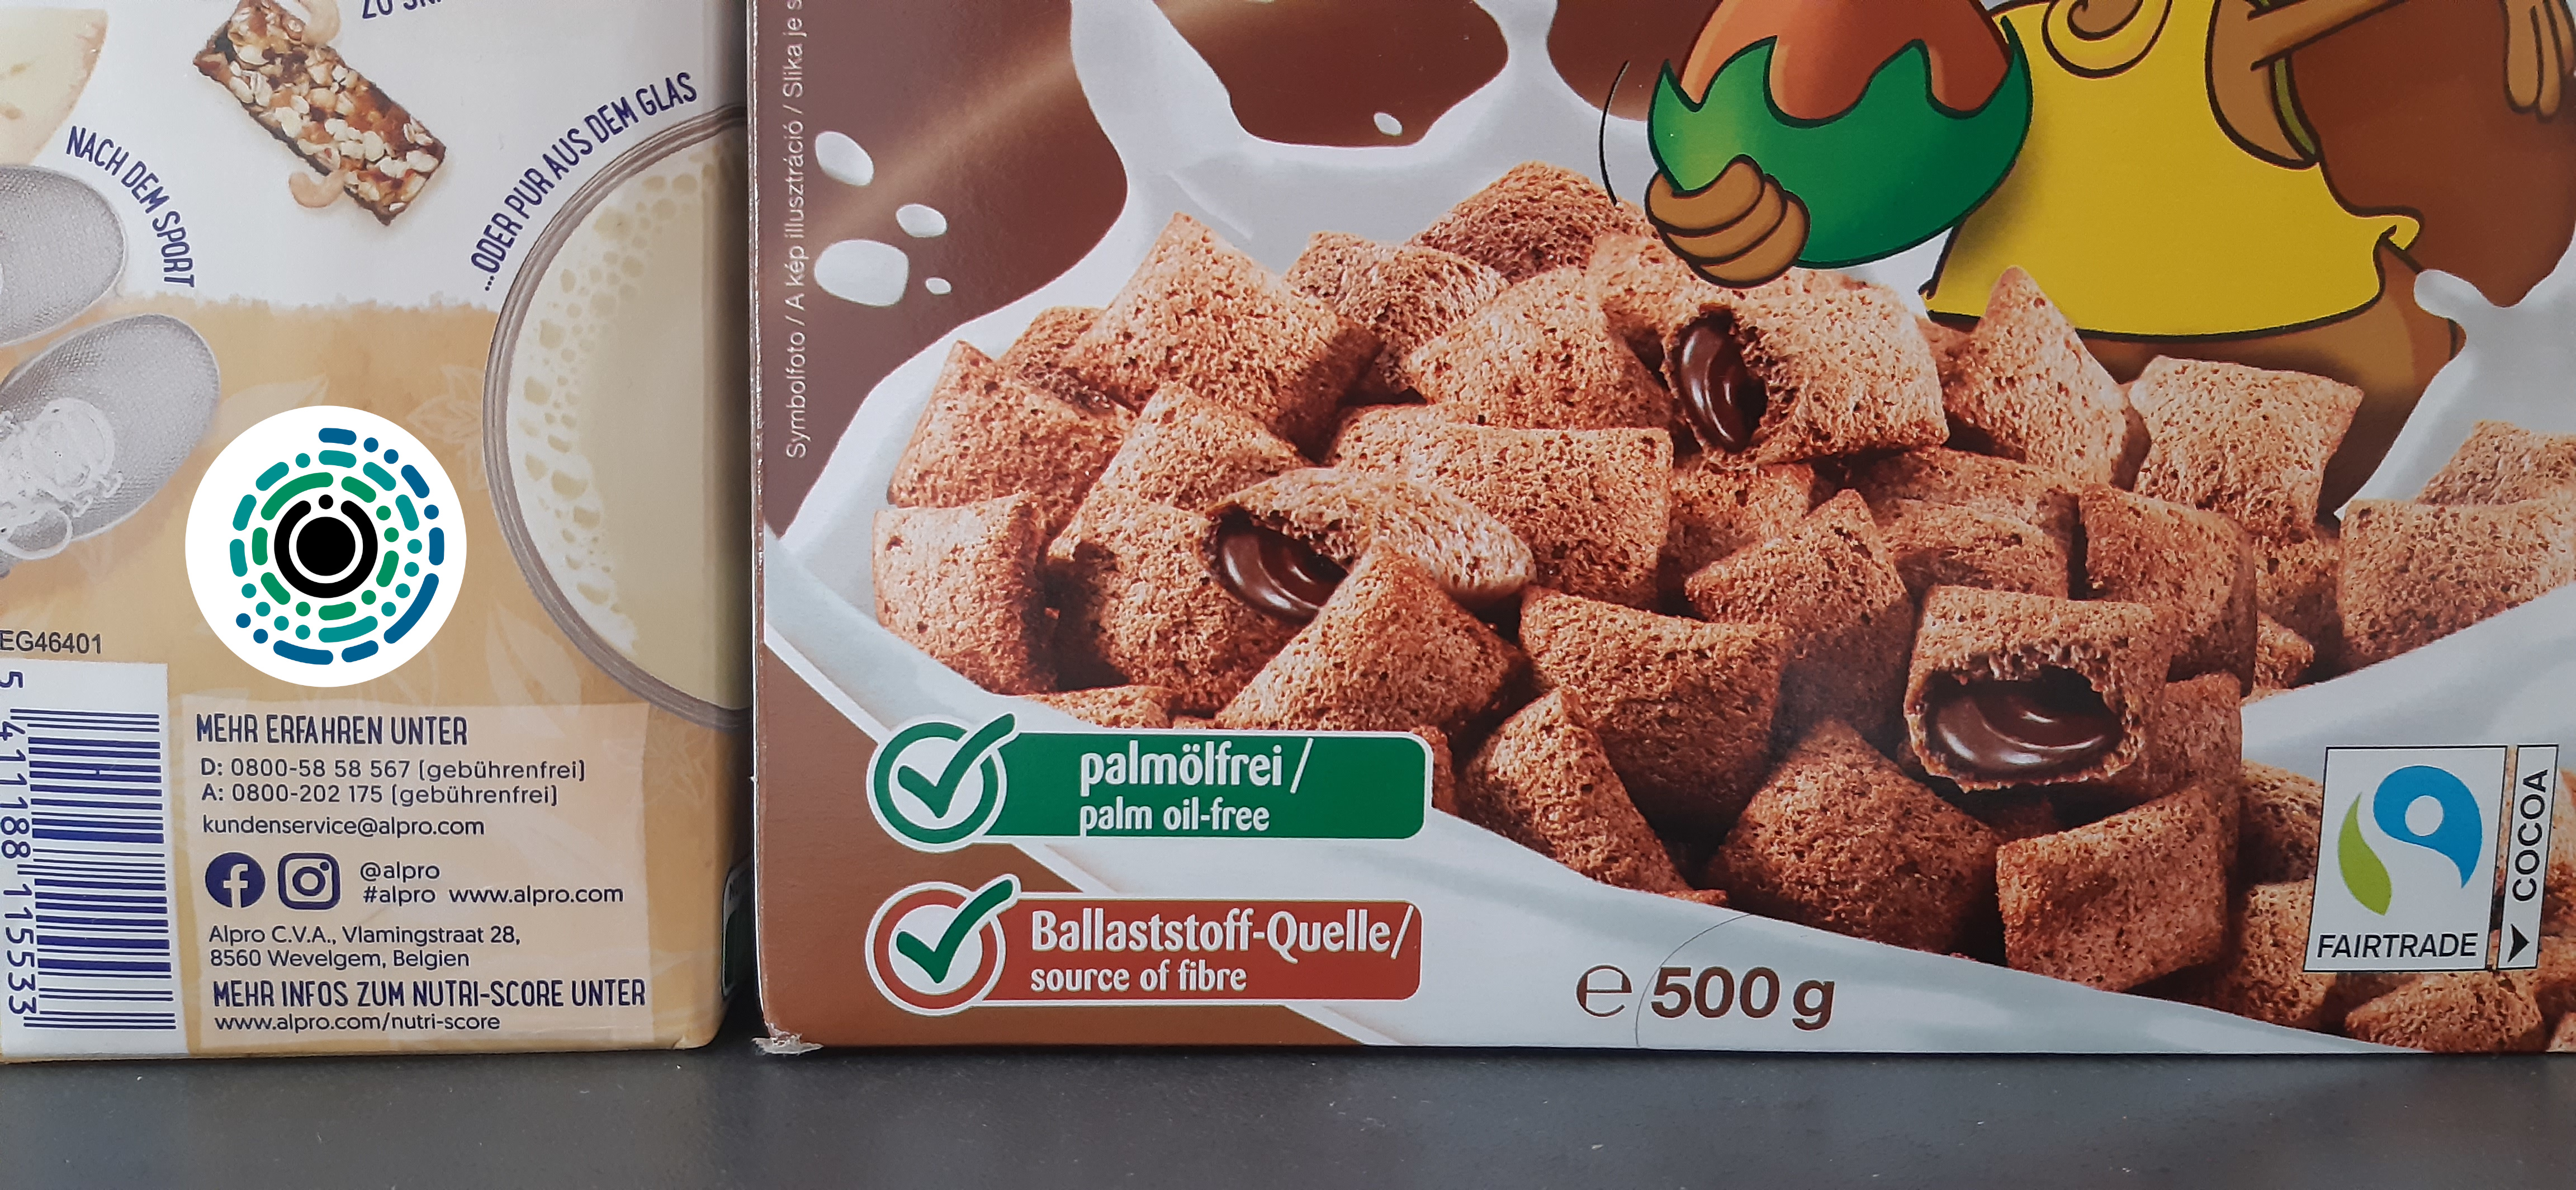 NACH DEM SPORT
...ODER PUR AUS DEM GLAS
EG46401
5 411188 115533
MEHR ERFAHREN UNTER
D: 0800-58 58 567 (gebührenfrei)
A: 0800-202 175 (gebührenfrei)
kundenservice@alpro.com
@alpro
#alpro www.alpro.com
Alpro C.V.A., Vlamingstraat 28,
8560 Wevelgem, Belgien
MEHR INFOS ZUM NUTRI-SCORE UNTER
www.alpro.com/nutri-score
Symbolfoto / A kép illusztráció / Slika je
palmölfrei /
palm oil-free
Ballaststoff-Quelle/
source of fibre
℮ 500 g
FAIRTRADE
COCOA